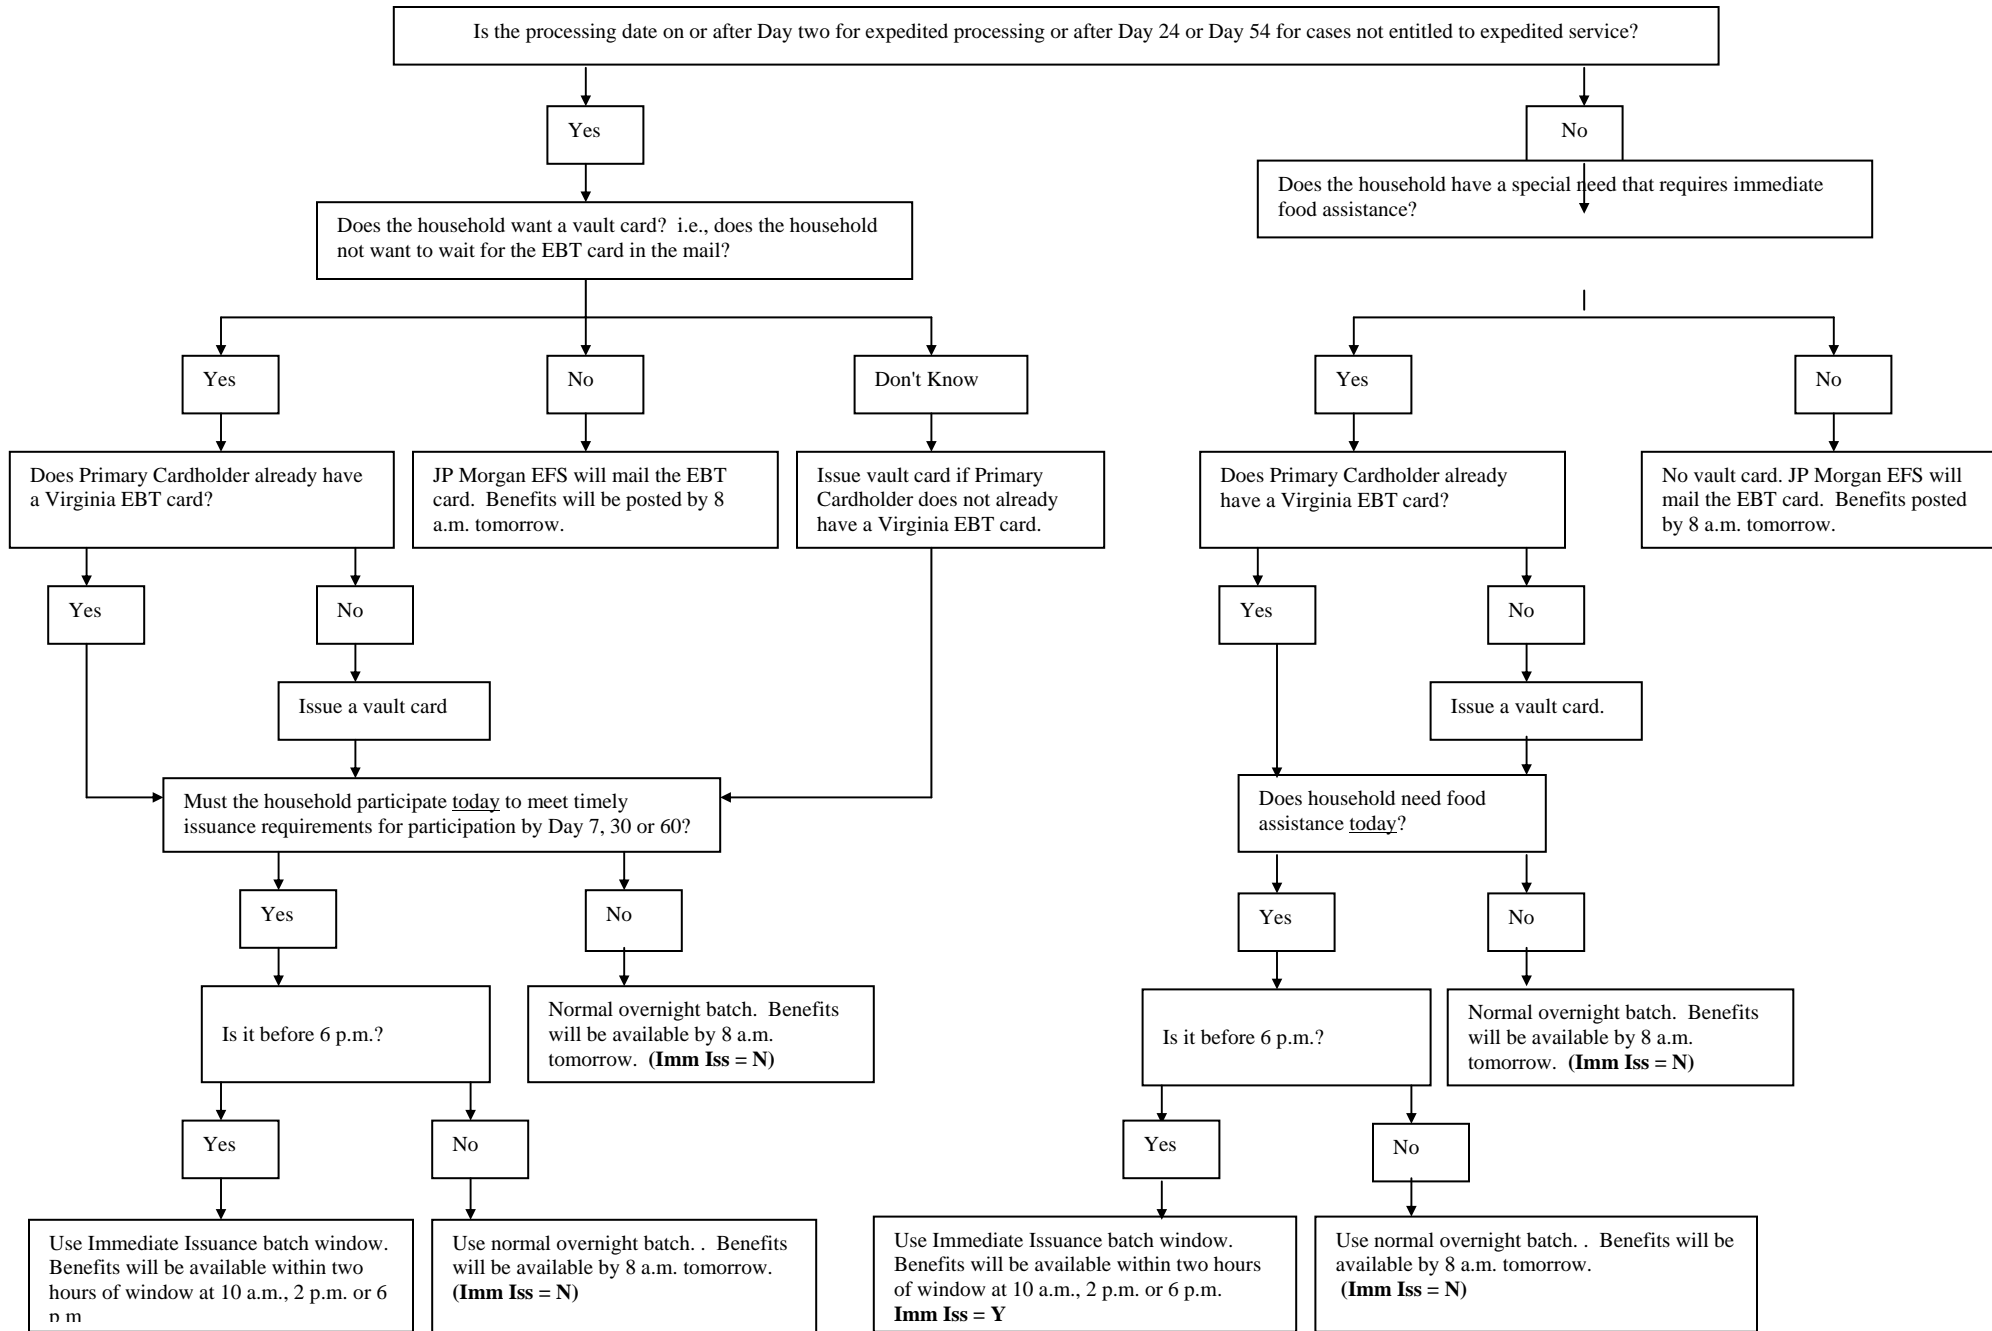 Is the processing date on or after Day two for expedited processing or after Day 24 or Day 54 for cases not entitled to expedited service?
Yes
No
Does the household want a vault card?  i.e., does the household
not want to wait for the EBT card in the mail?
Does the household have a special need that requires immediate
food assistance?
Yes
No
Don't Know
Yes
No
Does Primary Cardholder already have
a Virginia EBT card?
JP Morgan EFS will mail the EBT
card.  Benefits will be posted by 8
a.m. tomorrow.
Issue vault card if Primary
Cardholder does not already
have a Virginia EBT card.
Does Primary Cardholder already
have a Virginia EBT card?
No vault card. JP Morgan EFS will
mail the EBT card.  Benefits posted
by 8 a.m. tomorrow.
Yes
No
Yes
No
Issue a vault card
Issue a vault card.
Must the household participate today to meet timely
issuance requirements for participation by Day 7, 30 or 60?
Does household need food
assistance today?
Yes
No
Yes
No
Is it before 6 p.m.?
Normal overnight batch.  Benefits
will be available by 8 a.m.
tomorrow.  (Imm Iss = N)
Is it before 6 p.m.?
Normal overnight batch.  Benefits
will be available by 8 a.m.
tomorrow.  (Imm Iss = N)
Yes
No
Yes
No
Use Immediate Issuance batch window.
Benefits will be available within two
hours of window at 10 a.m., 2 p.m. or 6
p.m
Use normal overnight batch. .  Benefits
will be available by 8 a.m. tomorrow.
(Imm Iss = N)
Use Immediate Issuance batch window.
Benefits will be available within two hours
of window at 10 a.m., 2 p.m. or 6 p.m.
Imm Iss = Y
Use normal overnight batch. .  Benefits will be
available by 8 a.m. tomorrow.
(Imm Iss = N)